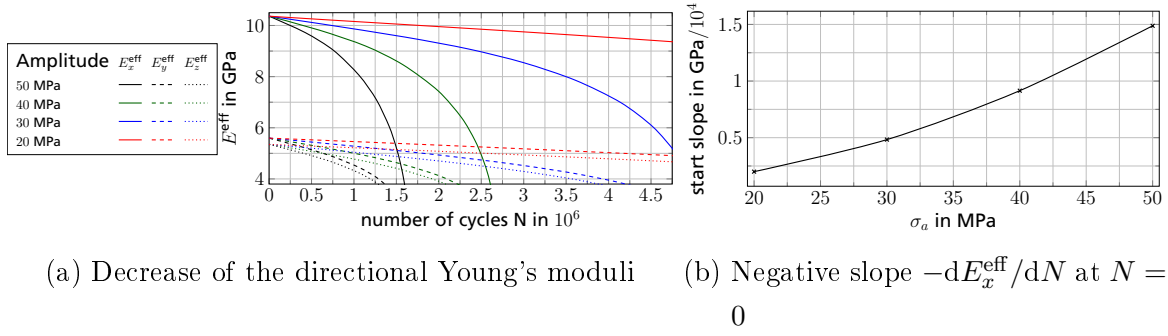 Amplitude E_x^eff E_y^eff E_z^eff
50 MPa
40 MPa
30 MPa
20 MPa
E^eff in GPa
10
8
6
4
0 0.5 1 1.5 2 2.5 3 3.5 4 4.5
number of cycles N in 10^6
start slope in GPa/10^4
1.5
1
0.5
20 25 30 35 40 45 50
σ_a in MPa
(a) Decrease of the directional Young's moduli
(b) Negative slope −dE_x^eff/dN at N =
0